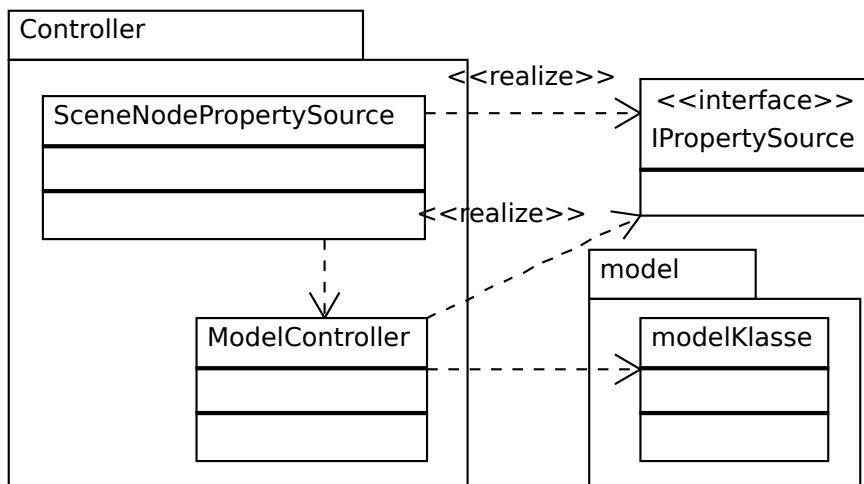 Controller
<<realize>>
SceneNodePropertySource
<<interface>>
IPropertySource
<<realize>>
model
ModelController
modelKlasse